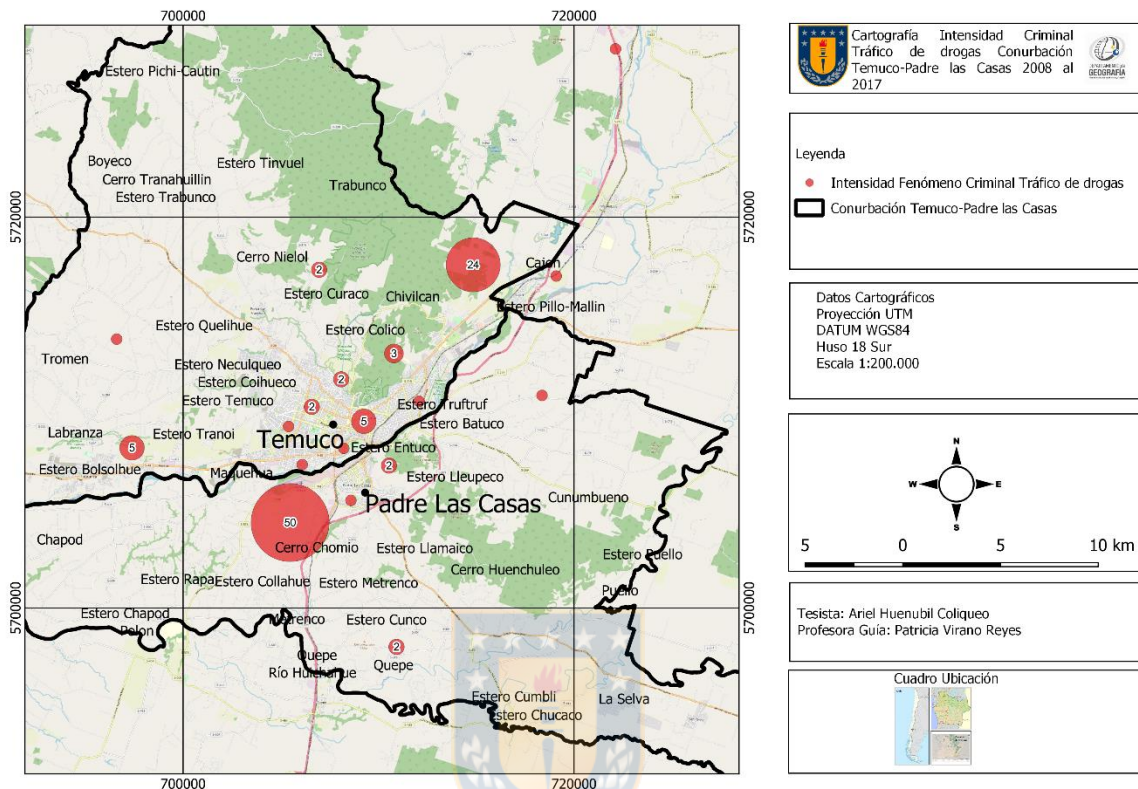 700000
720000
Estero Pichi-Cautin
Boyeco
Estero Tinvuel
Cerro Tranahuillin
Trabunco
Estero Trabunco
5720000
5720000
Cerro Nielol
2
24
Cajon
Estero Curaco
Chivilcan
Estero Pillo-Mallin
Estero Quelihue
Estero Colico
Tromen
3
Estero Neculqueo
2
Estero Coihueco
Estero Temuco
2
Estero Truftruf
5
Estero Batuco
Labranza
Estero Tranoi
Temuco
5
Estero Entuco
Estero Bolsolhue
Maquehua
2
Estero Lleupeco
Padre Las Casas
Cunumbueno
50
Chapod
Cerro Chomio
Estero Llamaico
Estero Puello
Cerro Huenchuleo
Estero Rapa
Estero Collahue
Estero Metrenco
Puello
5700000
5700000
Estero Chapod
Metrenco
Estero Cunco
Polon
2
Quepe
Quepe
Río Huichahue
Estero Cumbli
La Selva
Estero Chucaco
700000
720000
Cartografía Intensidad Criminal
Tráfico de drogas Conurbación
Temuco-Padre las Casas 2008 al
2017
GEOGRAFÍA
Leyenda
Intensidad Fenómeno Criminal Tráfico de drogas
Conurbación Temuco-Padre las Casas
Datos Cartográficos
Proyección UTM
DATUM WGS84
Huso 18 Sur
Escala 1:200.000
N
W
E
S
5 0 5 10 km
Tesista: Ariel Huenubil Coliqueo
Profesora Guía: Patricia Virano Reyes
Cuadro Ubicación